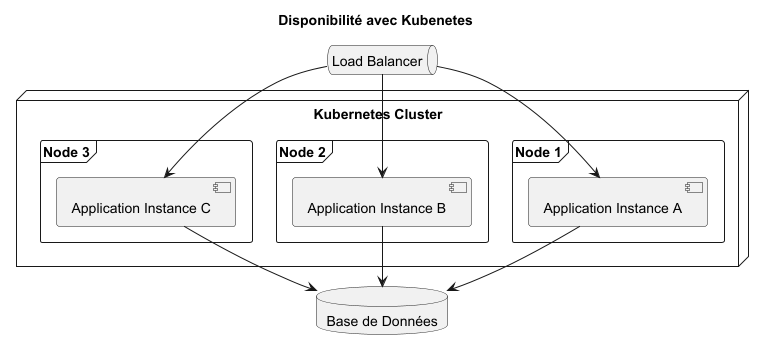 Disponibilité avec Kubenetes
Load Balancer
Kubernetes Cluster
Node 3
Node 2
Node 1
Application Instance C
Application Instance B
Application Instance A
Base de Données